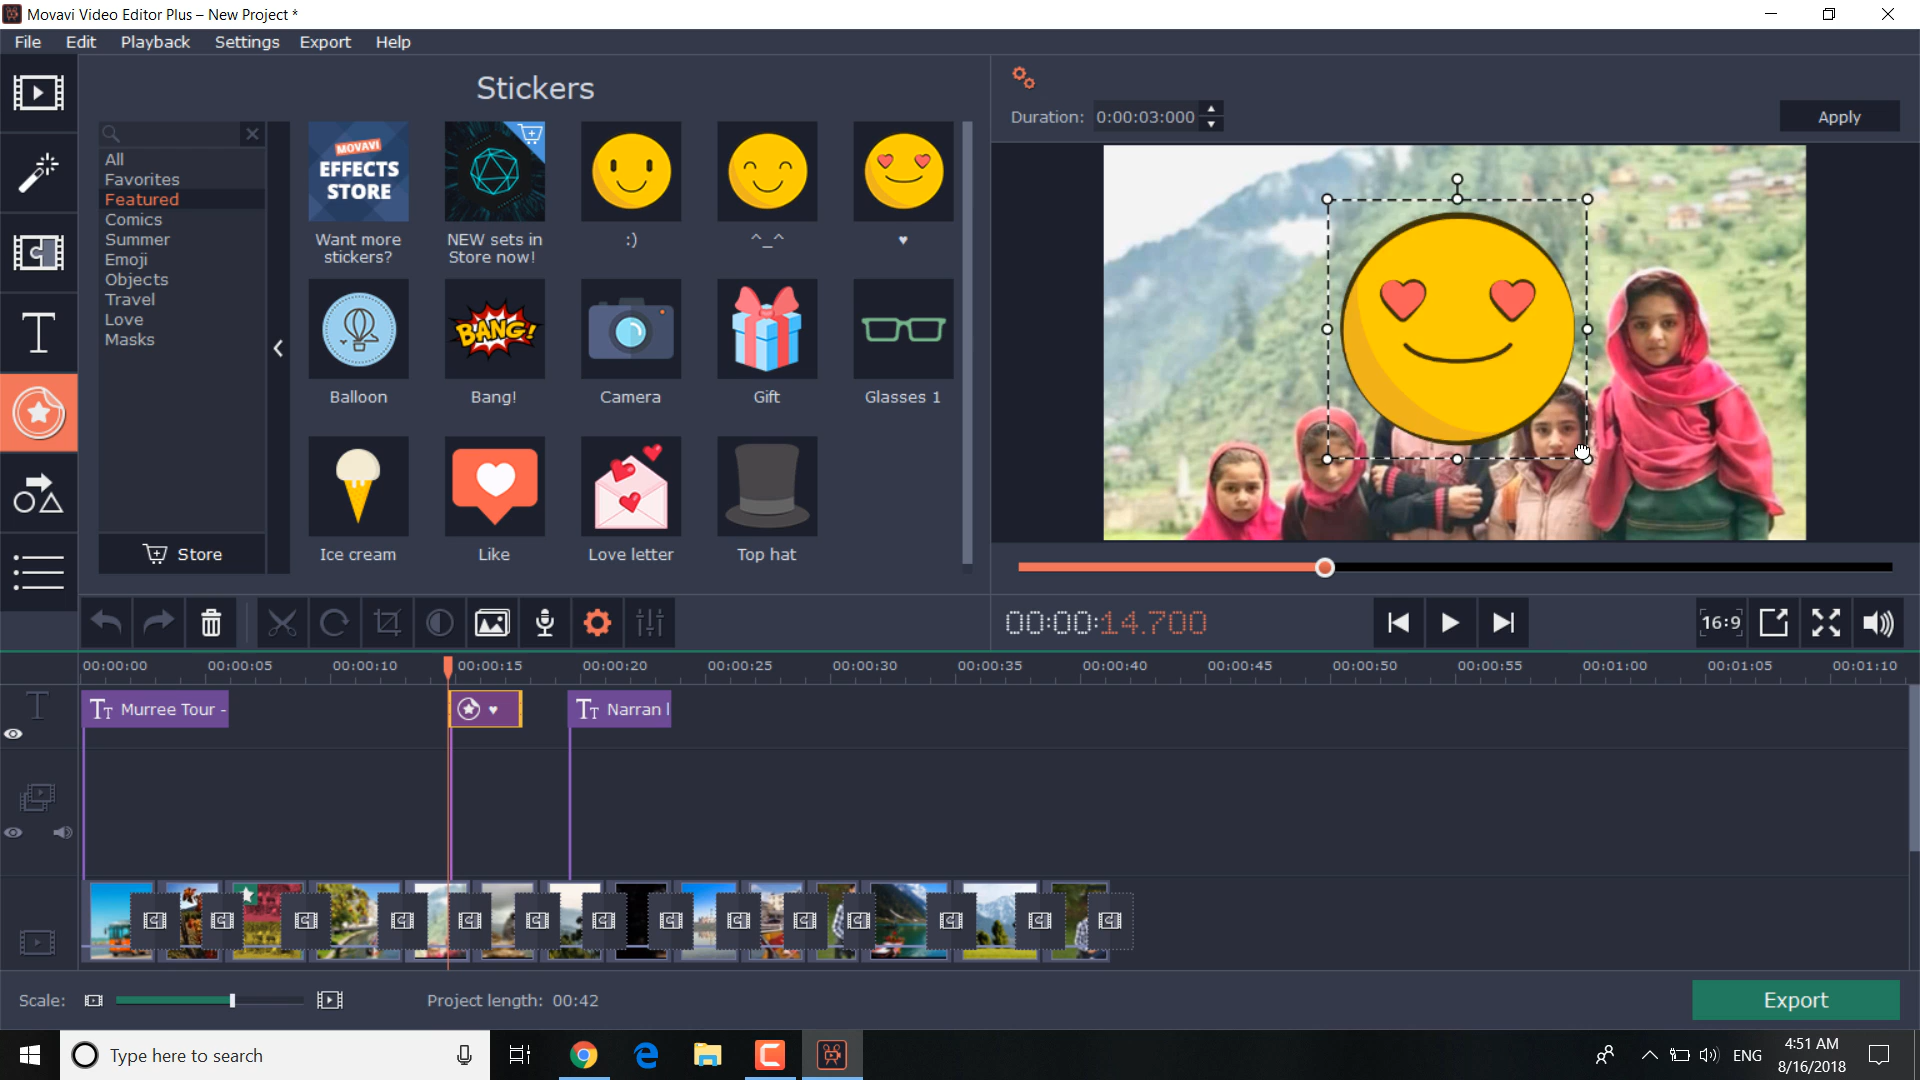 Movavi Video Editor Plus – New Project *
File Edit Playback Settings Export Help
Stickers
Duration: 0:00:03:000
Apply
All
Favorites
Featured
Comics
Summer
Emoji
Objects
Travel
Love
Masks
Store
MOVAVI
EFFECTS
STORE
Want more
stickers?
NEW sets in
Store now!
:)
^_^
♥
BANG!
Balloon
Bang!
Camera
Gift
Glasses 1
Ice cream
Like
Love letter
Top hat
00:00:14.700
16:9
00:00:00 00:00:05 00:00:10 00:00:15 00:00:20 00:00:25 00:00:30 00:00:35 00:00:40 00:00:45 00:00:50 00:00:55 00:01:00 00:01:05 00:01:10
Murree Tour -
♥
Narran
Scale:
Project length: 00:42
Export
Type here to search
ENG
4:51 AM
8/16/2018